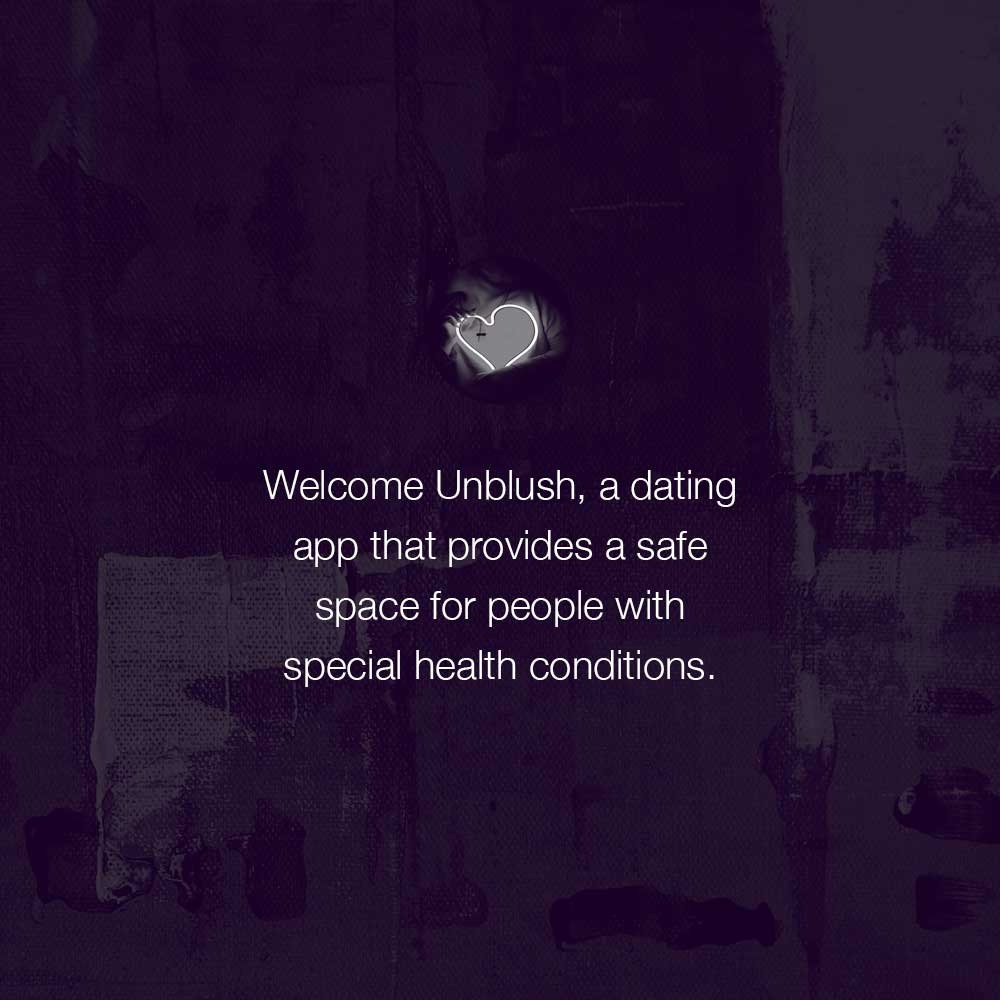 Welcome Unblush, a dating
app that provides a safe
space for people with
special health conditions.